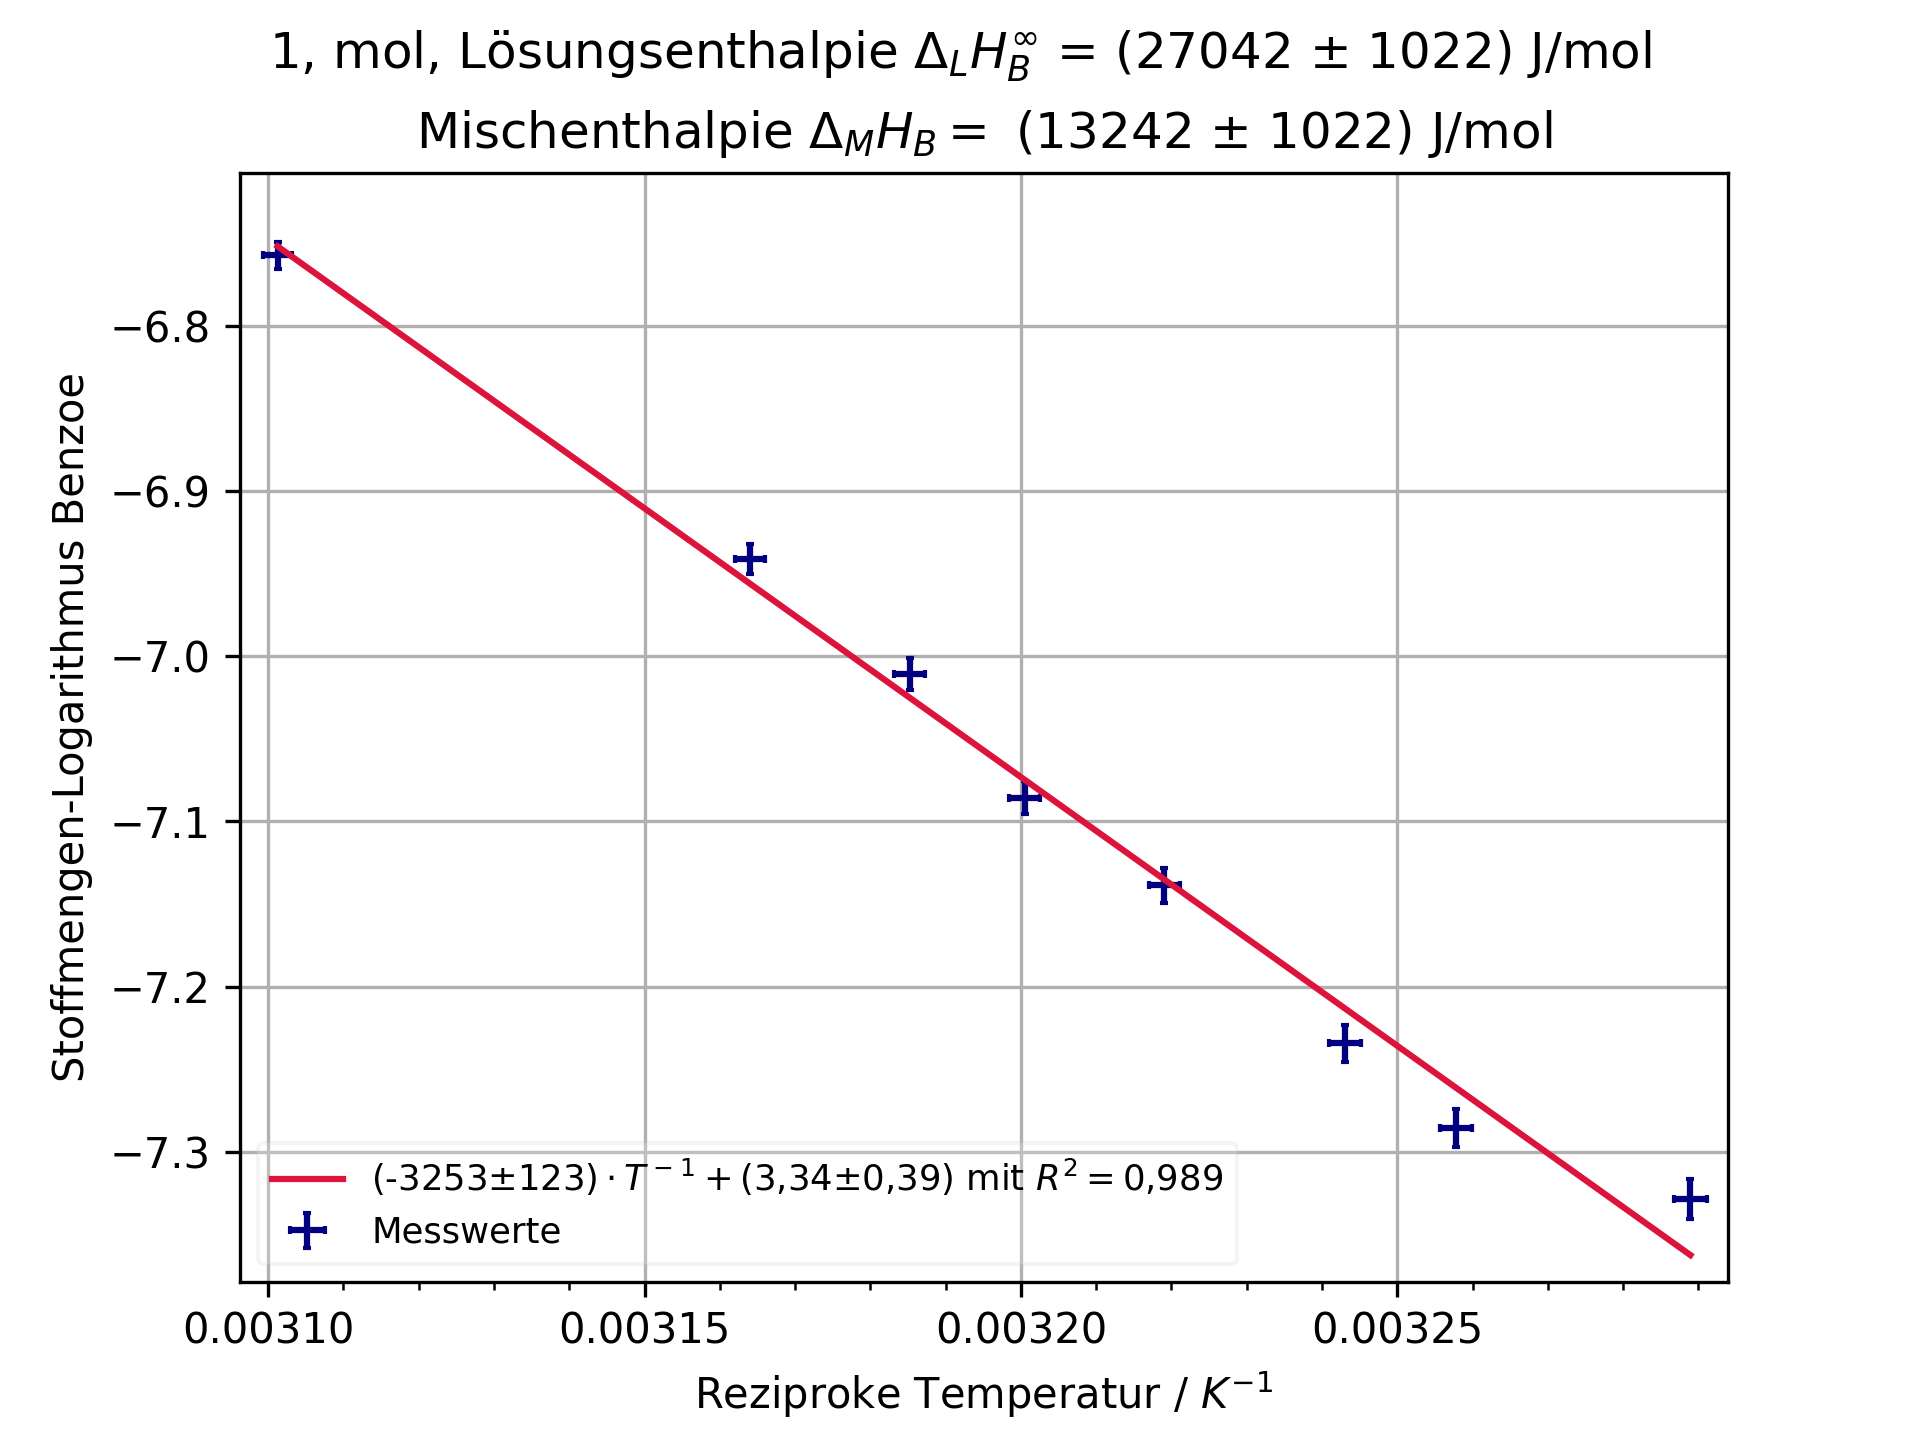 1, mol, Lösungsenthalpie Δ_L H_B^∞ = (27042 ± 1022) J/mol
Mischenthalpie Δ_M H_B = (13242 ± 1022) J/mol
Stoffmengen-Logarithmus Benzoe
−6.8
−6.9
−7.0
−7.1
−7.2
−7.3
(-3253±123) · T⁻¹ + (3,34±0,39) mit R² = 0,989
Messwerte
0.00310 0.00315 0.00320 0.00325
Reziproke Temperatur / K⁻¹